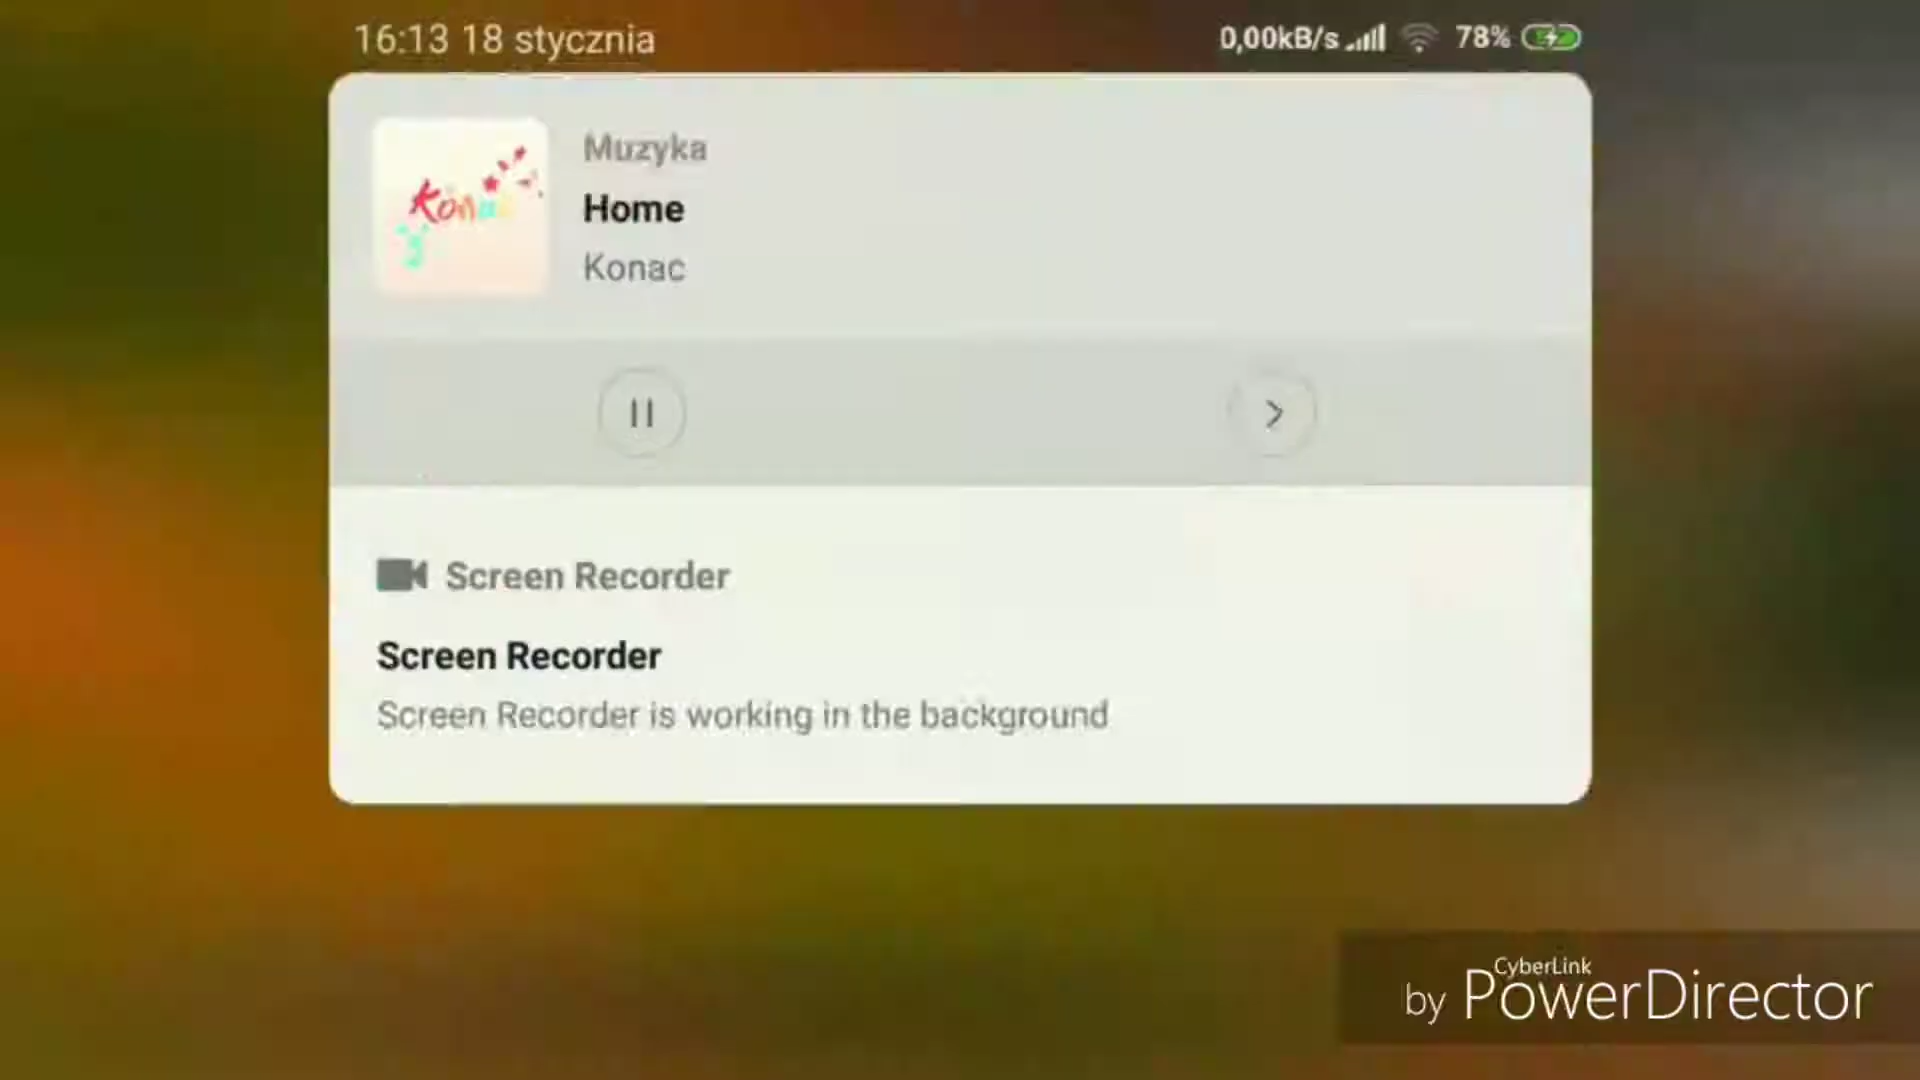 16:13 18 stycznia
0,00kB/s 78%
Konac
Muzyka
Home
Konac
Screen Recorder
Screen Recorder
Screen Recorder is working in the background
CyberLink
by PowerDirector